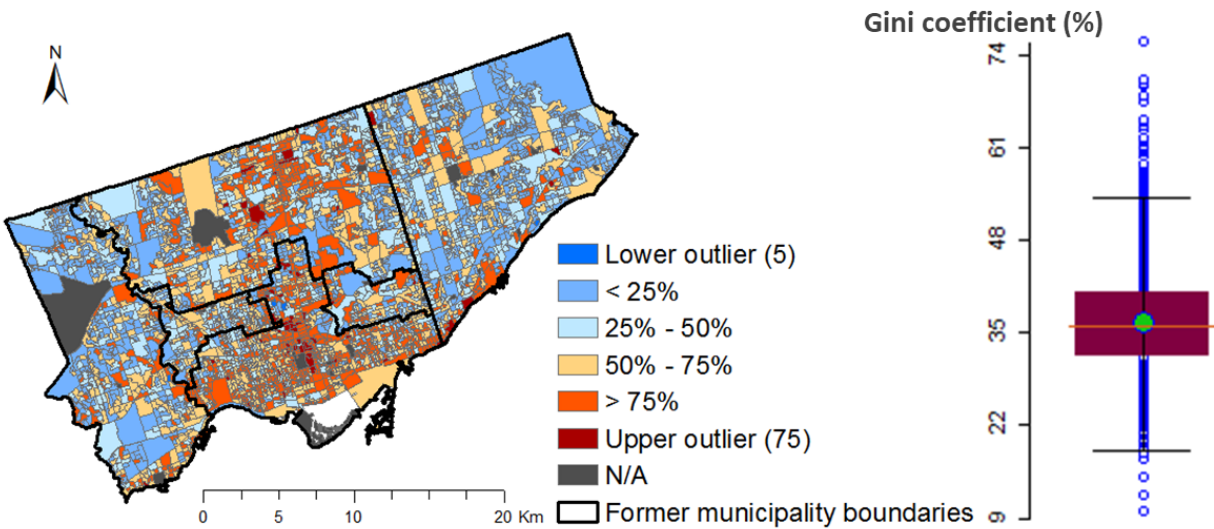 Gini coefficient (%)
N
74
61
48
35
22
9
Lower outlier (5)
< 25%
25% - 50%
50% - 75%
> 75%
Upper outlier (75)
N/A
Former municipality boundaries
0 5 10 20 Km